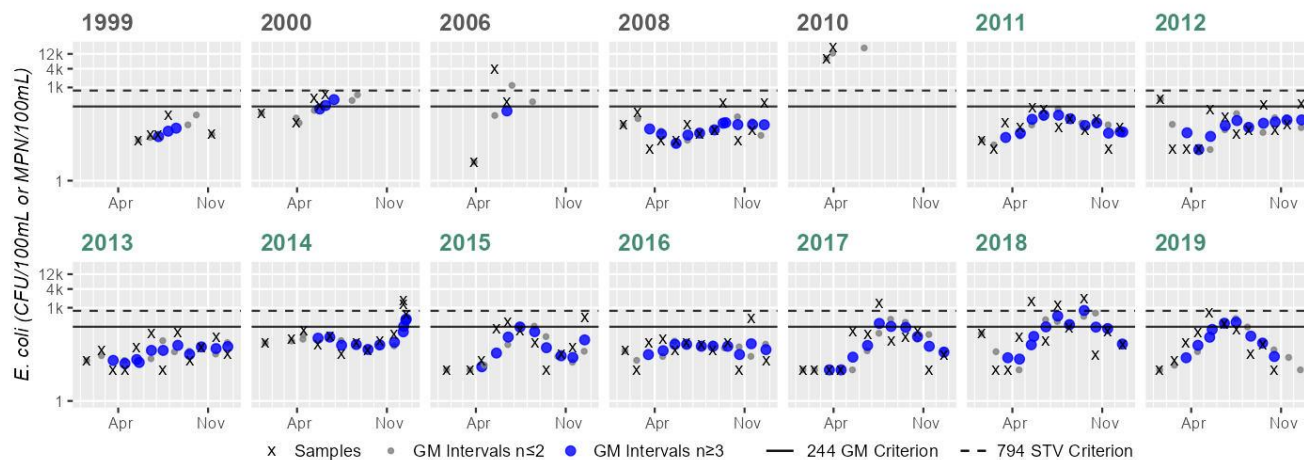 1999 2000 2006 2008 2010 2011 2012
12k
4k
1k
1
Apr Nov Apr Nov Apr Nov Apr Nov Apr Nov Apr Nov Apr Nov
E. coli (CFU/100mL or MPN/100mL)
2013 2014 2015 2016 2017 2018 2019
12k
4k
1k
1
Apr Nov Apr Nov Apr Nov Apr Nov Apr Nov Apr Nov Apr Nov
x Samples GM Intervals n≤2 GM Intervals n≥3 244 GM Criterion 794 STV Criterion